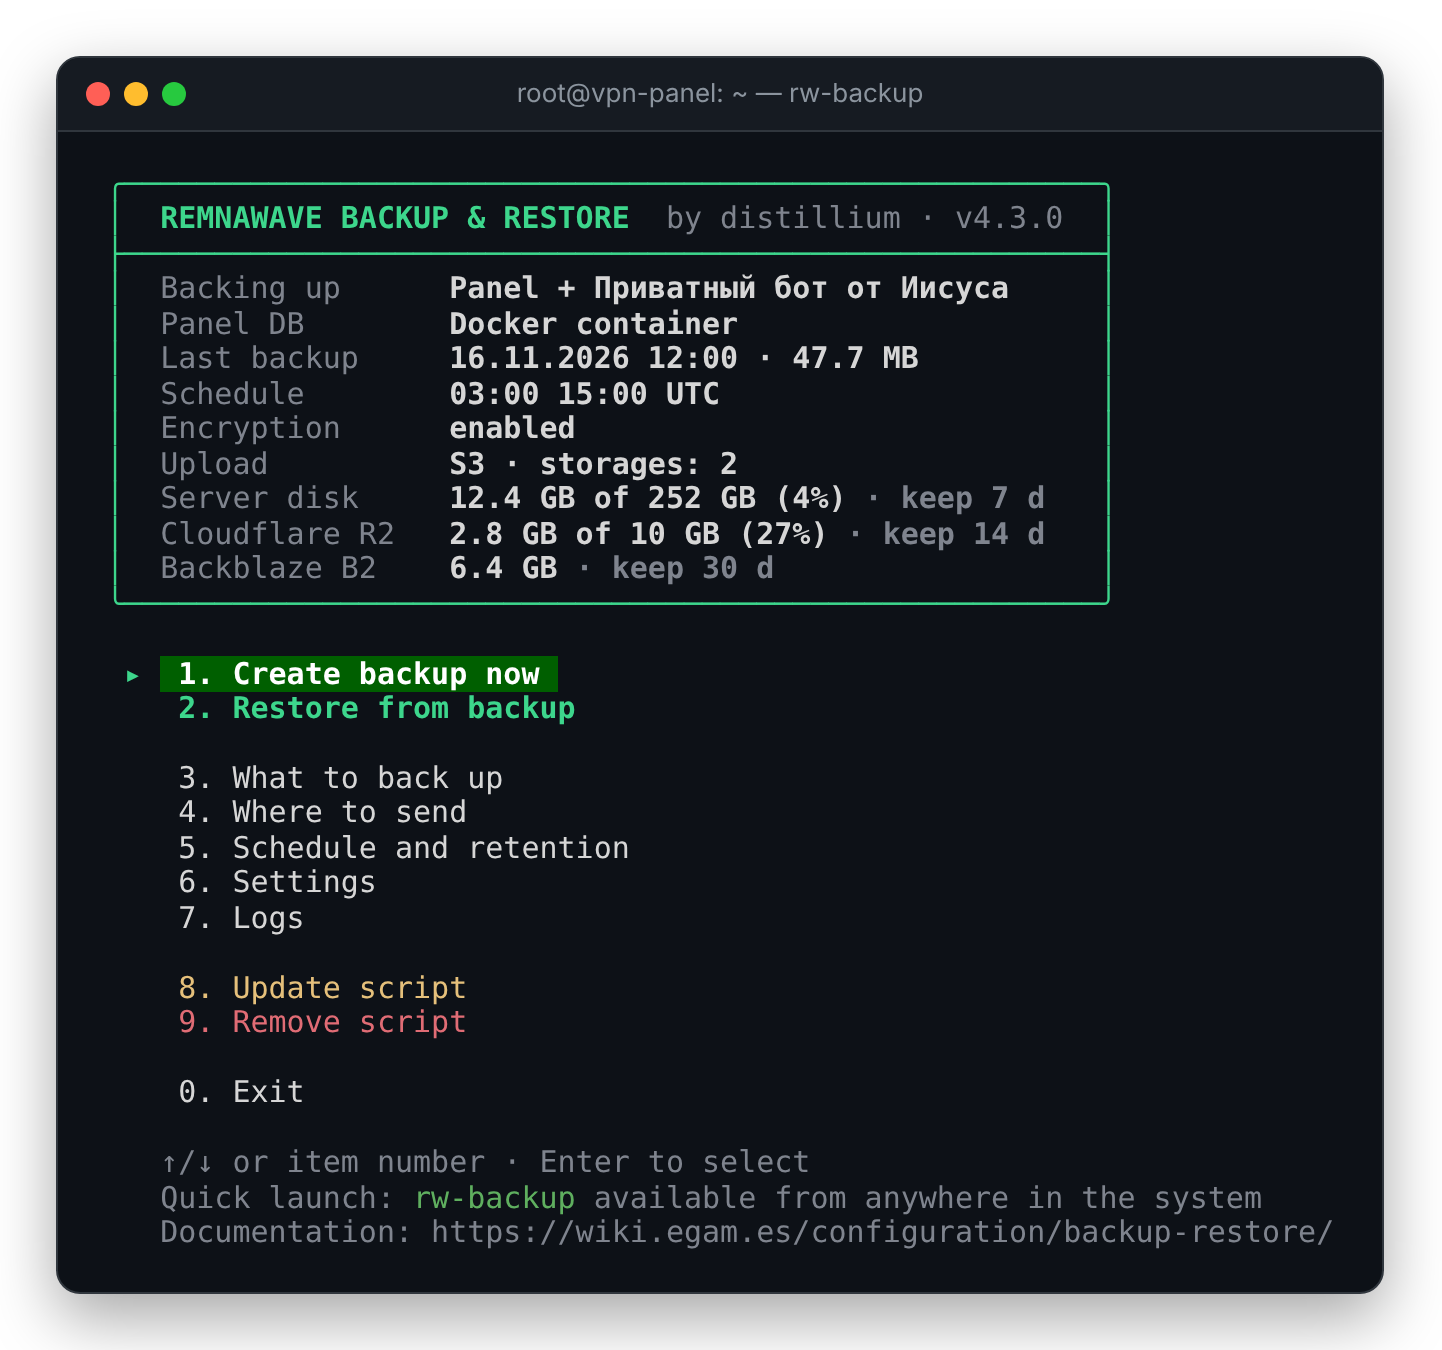 root@vpn-panel: ~ — rw-backup
REMNAWAVE BACKUP & RESTORE by distillium · v4.3.0
Backing up Panel + Приватный бот от Иисуса
Panel DB Docker container
Last backup 16.11.2026 12:00 · 47.7 MB
Schedule 03:00 15:00 UTC
Encryption enabled
Upload S3 · storages: 2
Server disk 12.4 GB of 252 GB (4%) · keep 7 d
Cloudflare R2 2.8 GB of 10 GB (27%) · keep 14 d
Backblaze B2 6.4 GB · keep 30 d
▸ 1. Create backup now
2. Restore from backup
3. What to back up
4. Where to send
5. Schedule and retention
6. Settings
7. Logs
8. Update script
9. Remove script
0. Exit
↑/↓ or item number · Enter to select
Quick launch: rw-backup available from anywhere in the system
Documentation: https://wiki.egam.es/configuration/backup-restore/